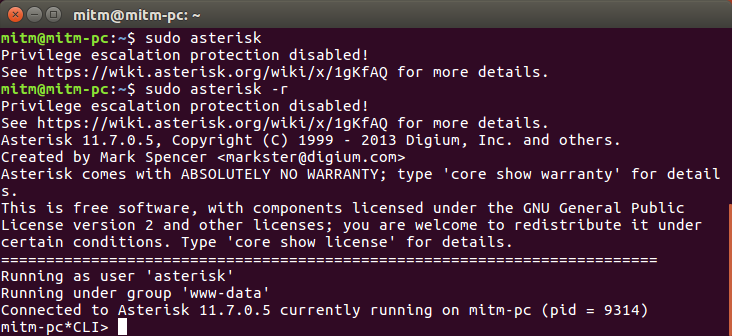 mitm@mitm-pc: ~
mitm@mitm-pc:~$ sudo asterisk
Privilege escalation protection disabled!
See https://wiki.asterisk.org/wiki/x/1gKfAQ for more details.
mitm@mitm-pc:~$ sudo asterisk -r
Privilege escalation protection disabled!
See https://wiki.asterisk.org/wiki/x/1gKfAQ for more details.
Asterisk 11.7.0.5, Copyright (C) 1999 - 2013 Digium, Inc. and others.
Created by Mark Spencer <markster@digium.com>
Asterisk comes with ABSOLUTELY NO WARRANTY; type 'core show warranty' for detail
s.
This is free software, with components licensed under the GNU General Public
License version 2 and other licenses; you are welcome to redistribute it under
certain conditions. Type 'core show license' for details.
=========================================================================
Running as user 'asterisk'
Running under group 'www-data'
Connected to Asterisk 11.7.0.5 currently running on mitm-pc (pid = 9314)
mitm-pc*CLI>